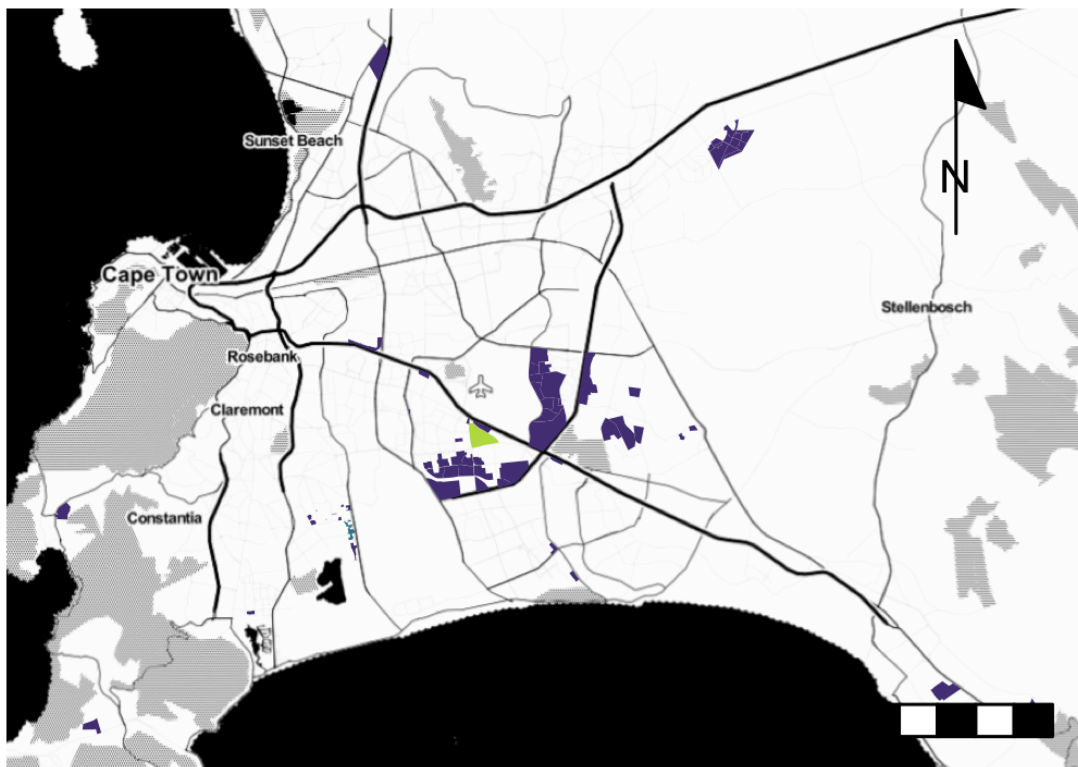 Sunset Beach
N
Cape Town
Stellenbosch
Rosebank
Claremont
Constantia